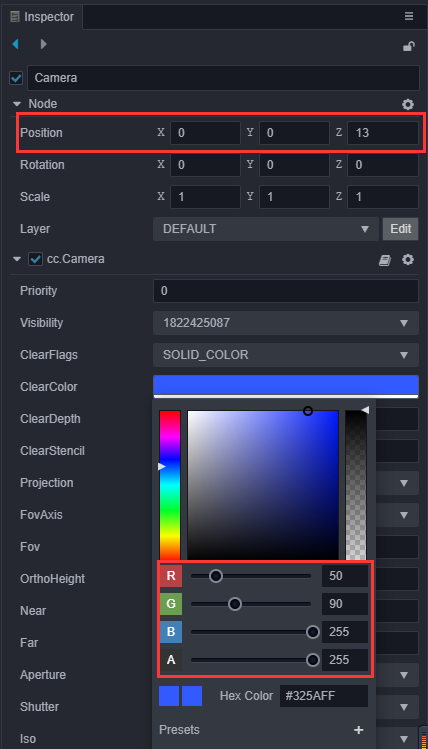 Inspector
Camera
Node
Position X 0 Y 0 Z 13
Rotation X 0 Y 0 Z 0
Scale X 1 Y 1 Z 1
Layer DEFAULT Edit
cc.Camera
Priority 0
Visibility 1822425087
ClearFlags SOLID_COLOR
ClearColor
ClearDepth
ClearStencil
Projection
FovAxis
Fov
R 50
OrthoHeight
G 90
Near
B 255
Far
A 255
Aperture
Shutter
Hex Color #325AFF
Iso
Presets +